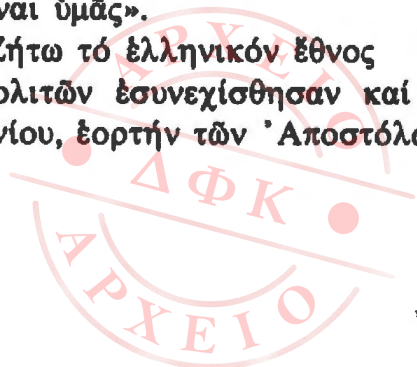 ναι ὑμᾶς».
Ζήτω τό ἑλληνικόν ἔθνος
ολιτῶν ἐσυνεχίσθησαν καί
νίου, ἑορτήν τῶν Ἀποστόλω
ΑΡΧΕΙΟ
ΔΦΚ
ΑΡΧΕΙΟ